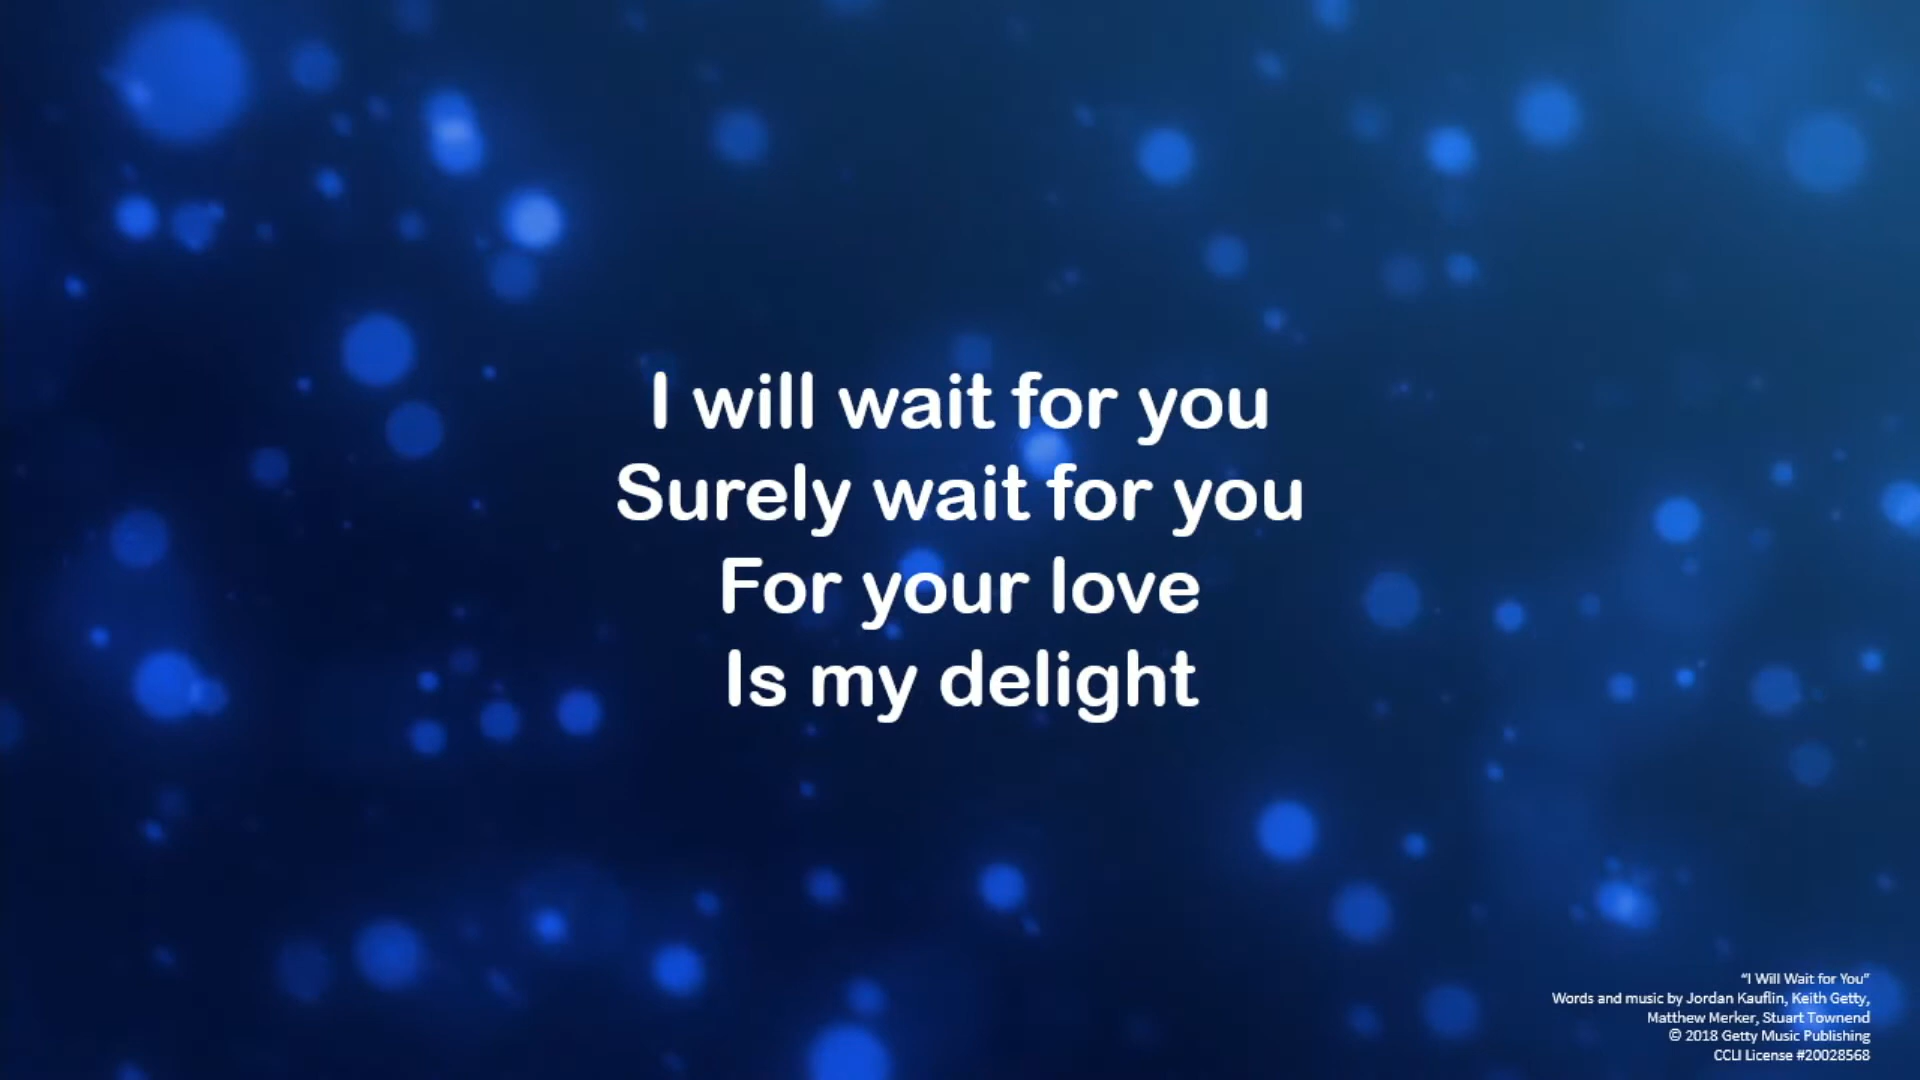 I will wait for you
Surely wait for you
For your love
Is my delight
“I Will Wait for You”
Words and music by Jordan Kauflin, Keith Getty,
Matthew Merker, Stuart Townend
© 2018 Getty Music Publishing
CCLI License #20028568